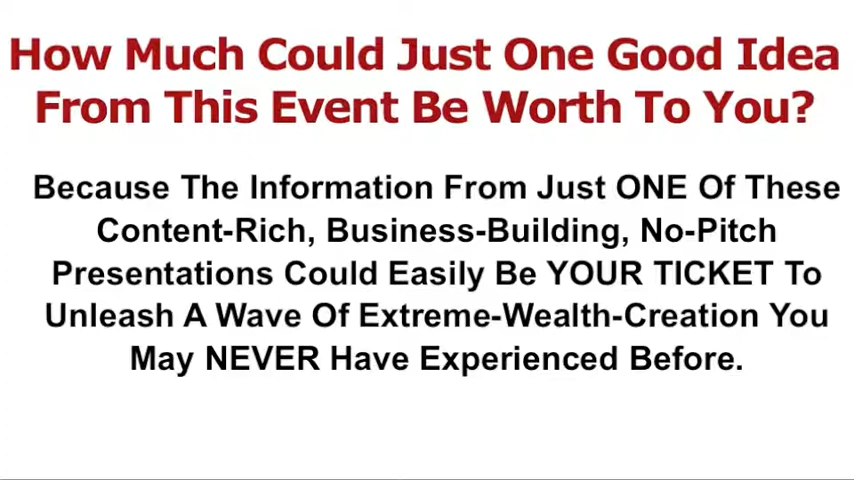 How Much Could Just One Good Idea
From This Event Be Worth To You?
Because The Information From Just ONE Of These
Content-Rich, Business-Building, No-Pitch
Presentations Could Easily Be YOUR TICKET To
Unleash A Wave Of Extreme-Wealth-Creation You
May NEVER Have Experienced Before.